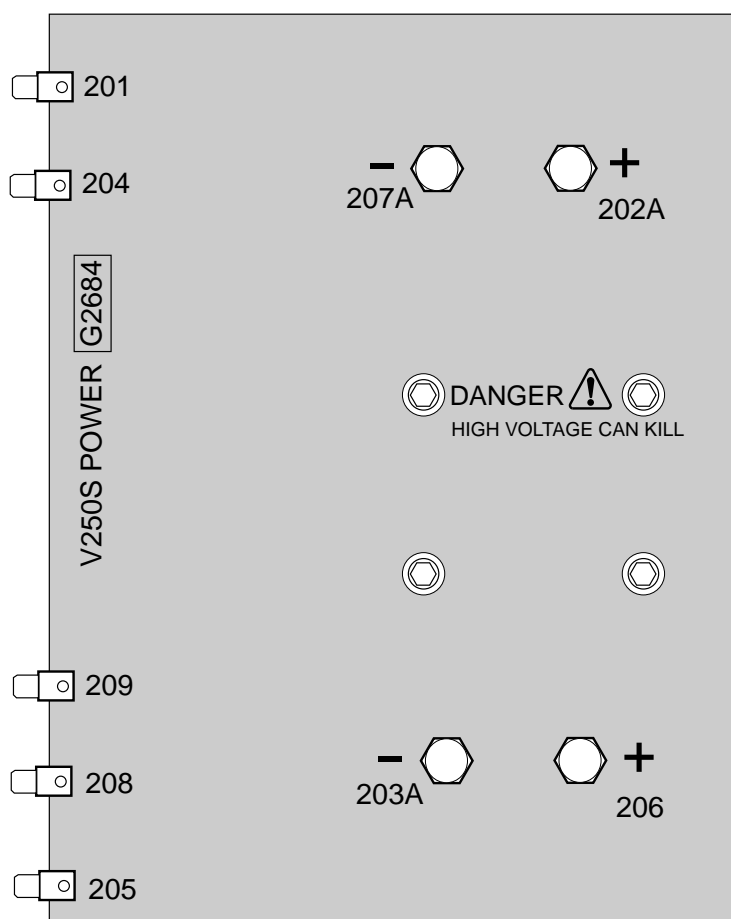 201
204
− +
207A
202A
V250S POWER G2684
DANGER
HIGH VOLTAGE CAN KILL
209
208
205
− +
203A
206